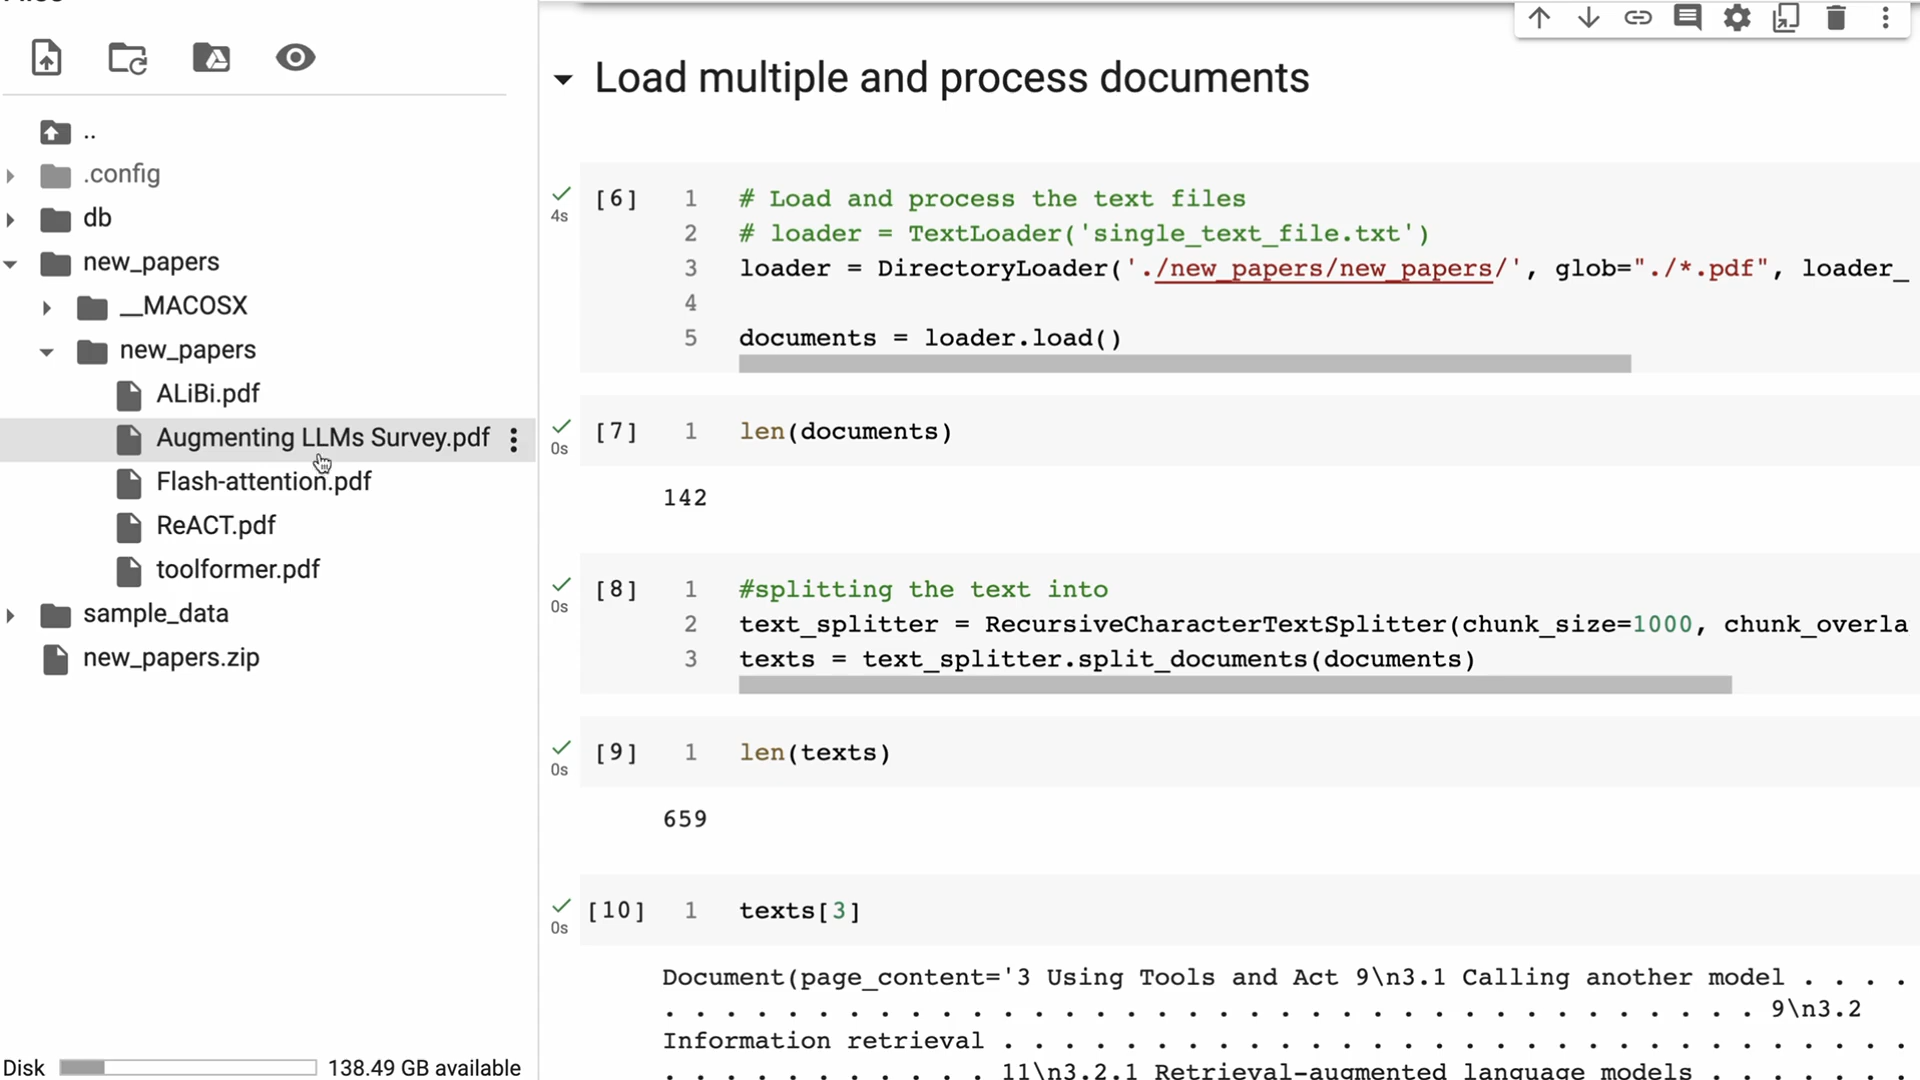 ..
.config
db
new_papers
__MACOSX
new_papers
ALiBi.pdf
Augmenting LLMs Survey.pdf
Flash-attention.pdf
ReACT.pdf
toolformer.pdf
sample_data
new_papers.zip
Disk 138.49 GB available
Load multiple and process documents
4s [6] 1 # Load and process the text files
2 # loader = TextLoader('single_text_file.txt')
3 loader = DirectoryLoader('./new_papers/new_papers/', glob="./*.pdf", loader_
4
5 documents = loader.load()
0s [7] 1 len(documents)
142
0s [8] 1 #splitting the text into
2 text_splitter = RecursiveCharacterTextSplitter(chunk_size=1000, chunk_overla
3 texts = text_splitter.split_documents(documents)
0s [9] 1 len(texts)
659
0s [10] 1 texts[3]
Document(page_content='3 Using Tools and Act 9\n3.1 Calling another model . . . .
. . . . . . . . . . . . . . . . . . . . . . . . . . . . . . . . . . . . 9\n3.2
Information retrieval . . . . . . . . . . . . . . . . . . . . . . . . . . . . . .
. . . . . . . . . . . 11\n3.2.1 Retrieval-augmented language models . . . . . . .